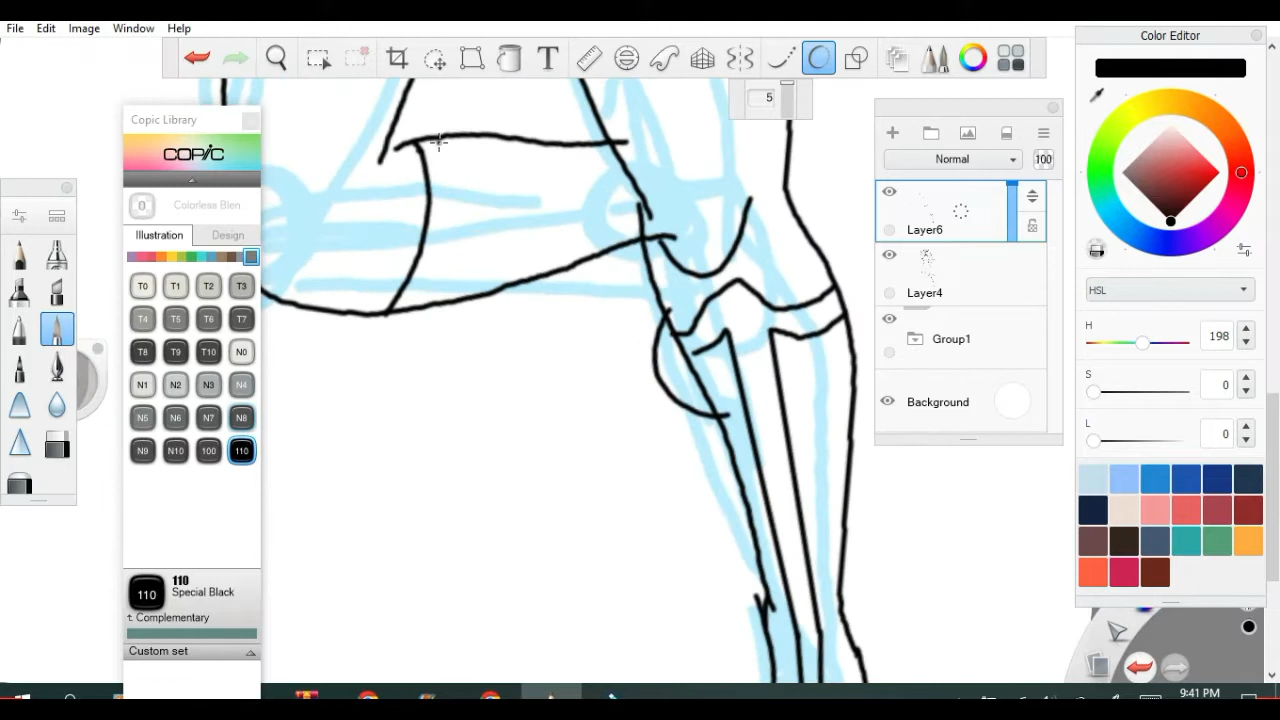 File Edit Image Window Help
5
Copic Library
COPIC
0 Colorless Blen
Illustration Design
T0 T1 T2 T3
T4 T5 T6 T7
T8 T9 T10 N0
N1 N2 N3 N4
N5 N6 N7 N8
N9 N10 100 110
110
110
Special Black
Complementary
Custom set
Normal 100
Layer6
Layer4
Group1
Background
Color Editor
HSL
H 198
S 0
L 0
9:41 PM